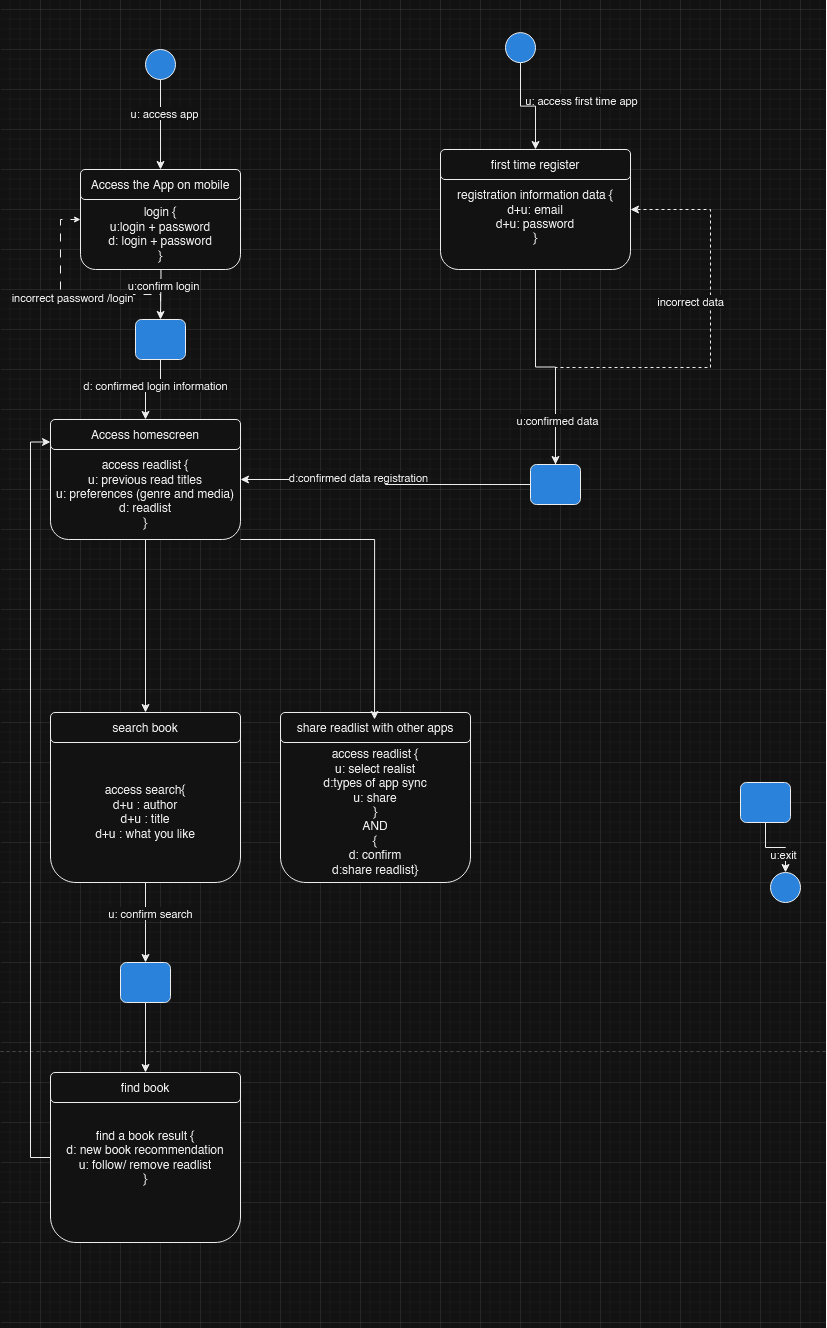 u: access app
Access the App on mobile
login {
u:login + password
d: login + password
}
u:confirm login
incorrect password /login
d: confirmed login information
u: access first time app
first time register
registration information data {
d+u: email
d+u: password
}
incorrect data
u:confirmed data
d:confirmed data registration
Access homescreen
access readlist {
u: previous read titles
u: preferences (genre and media)
d: readlist
}
search book
access search{
d+u : author
d+u : title
d+u : what you like
share readlist with other apps
access readlist {
u: select realist
d:types of app sync
u: share
}
AND
{
d: confirm
d:share readlist}
u:exit
u: confirm search
find book
find a book result {
d: new book recommendation
u: follow/ remove readlist
}